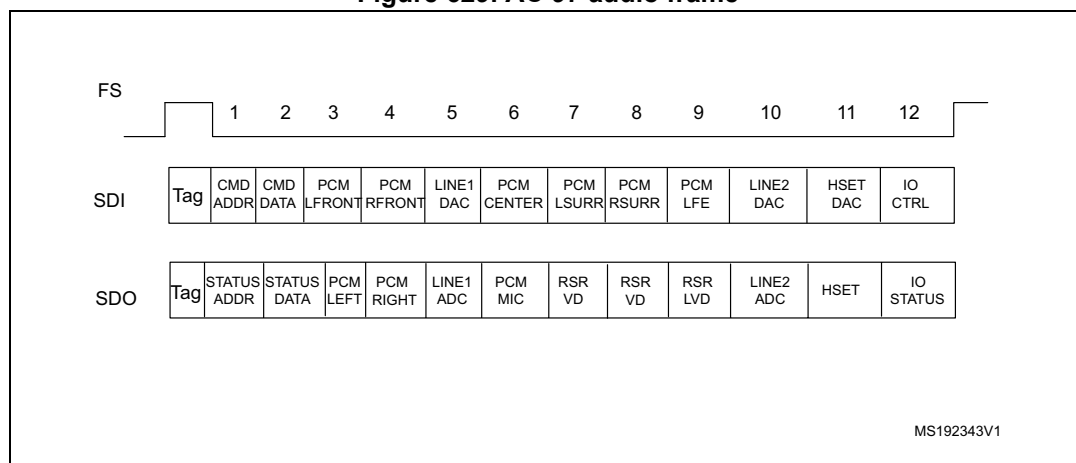 FS
1 2 3 4 5 6 7 8 9 10 11 12
SDI
Tag CMD ADDR CMD DATA PCM LFRONT PCM RFRONT LINE1 DAC PCM CENTER PCM LSURR PCM RSURR PCM LFE LINE2 DAC HSET DAC IO CTRL
SDO
Tag STATUS ADDR STATUS DATA PCM LEFT PCM RIGHT LINE1 ADC PCM MIC RSR VD RSR VD RSR LVD LINE2 ADC HSET IO STATUS
MS192343V1